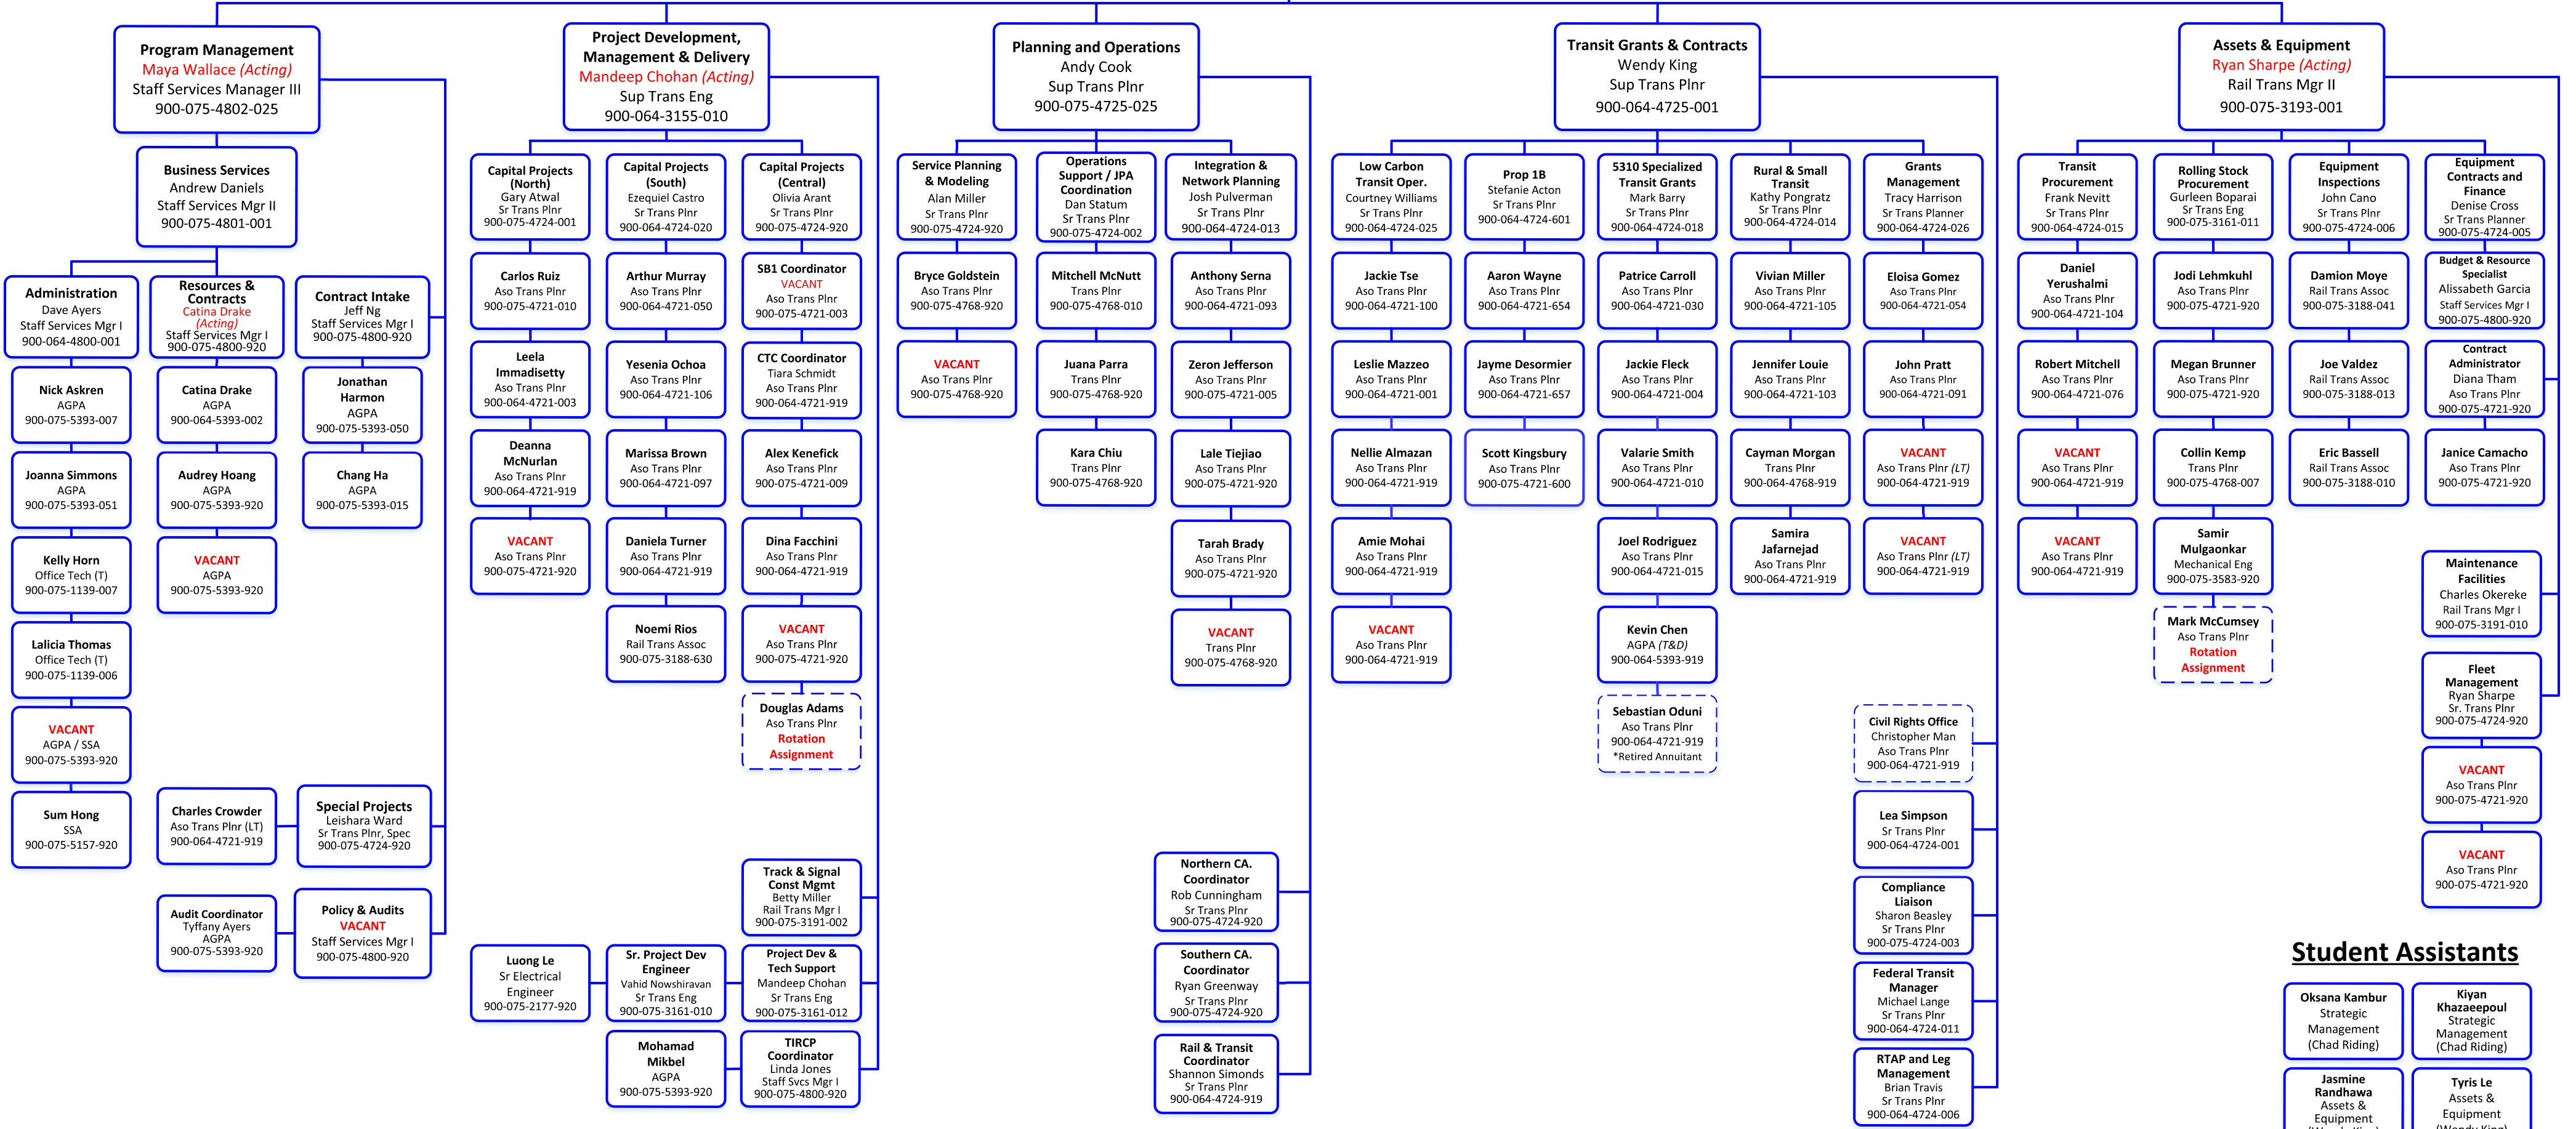 Program Management
Maya Wallace (Acting)
Staff Services Manager III
900-075-4802-025
Business Services
Andrew Daniels
Staff Services Mgr II
900-075-4801-001
Administration
Dave Ayers
Staff Services Mgr I
900-064-4800-001
Nick Askren
AGPA
900-075-5393-007
Joanna Simmons
AGPA
900-075-5393-051
Kelly Horn
Office Tech (T)
900-075-1139-007
Lalicia Thomas
Office Tech (T)
900-075-1139-006
VACANT
AGPA / SSA
900-075-5393-920
Sum Hong
SSA
900-075-5157-920
Resources &
Contracts
Catina Drake
(Acting)
Staff Services Mgr I
900-075-4800-920
Catina Drake
AGPA
900-064-5393-002
Audrey Hoang
AGPA
900-075-5393-920
VACANT
AGPA
900-075-5393-920
Contract Intake
Jeff Ng
Staff Services Mgr I
900-075-4800-920
Jonathan
Harmon
AGPA
900-075-5393-050
Chang Ha
AGPA
900-075-5393-015
Charles Crowder
Aso Trans Plnr (LT)
900-064-4721-919
Special Projects
Leishara Ward
Sr Trans Plnr, Spec
900-075-4724-920
Audit Coordinator
Tyffany Ayers
AGPA
900-075-5393-920
Policy & Audits
VACANT
Staff Services Mgr I
900-075-4800-920
Project Development,
Management & Delivery
Mandeep Chohan (Acting)
Sup Trans Eng
900-064-3155-010
Capital Projects
(North)
Gary Atwal
Sr Trans Plnr
900-075-4724-001
Carlos Ruiz
Aso Trans Plnr
900-075-4721-010
Leela
Immadisetty
Aso Trans Plnr
900-064-4721-003
Deanna
McNurlan
Aso Trans Plnr
900-064-4721-919
VACANT
Aso Trans Plnr
900-075-4721-920
Capital Projects
(South)
Ezequiel Castro
Sr Trans Plnr
900-064-4724-020
Arthur Murray
Aso Trans Plnr
900-064-4721-050
Yesenia Ochoa
Aso Trans Plnr
900-064-4721-106
Marissa Brown
Aso Trans Plnr
900-064-4721-097
Daniela Turner
Aso Trans Plnr
900-064-4721-919
Noemi Rios
Rail Trans Assoc
900-075-3188-630
Capital Projects
(Central)
Olivia Arant
Sr Trans Plnr
900-075-4724-920
SB1 Coordinator
VACANT
Aso Trans Plnr
900-075-4721-003
CTC Coordinator
Tiara Schmidt
Aso Trans Plnr
900-064-4721-919
Alex Kenefick
Aso Trans Plnr
900-075-4721-009
Dina Facchini
Aso Trans Plnr
900-064-4721-919
VACANT
Aso Trans Plnr
900-075-4721-920
Douglas Adams
Aso Trans Plnr
Rotation
Assignment
Track & Signal
Const Mgmt
Betty Miller
Rail Trans Mgr I
900-075-3191-002
Luong Le
Sr Electrical
Engineer
900-075-2177-920
Sr. Project Dev
Engineer
Vahid Nowshiravan
Sr Trans Eng
900-075-3161-010
Project Dev &
Tech Support
Mandeep Chohan
Sr Trans Eng
900-075-3161-012
Mohamad
Mikbel
AGPA
900-075-5393-920
TIRCP
Coordinator
Linda Jones
Staff Svcs Mgr I
900-075-4800-920
Planning and Operations
Andy Cook
Sup Trans Plnr
900-075-4725-025
Service Planning
& Modeling
Alan Miller
Sr Trans Plnr
900-075-4724-920
Bryce Goldstein
Trans Plnr
900-075-4768-920
VACANT
Aso Trans Plnr
900-075-4768-920
Operations
Support / JPA
Coordination
Dan Statum
Sr Trans Plnr
900-075-4724-002
Mitchell McNutt
Trans Plnr
900-075-4768-010
Juana Parra
Trans Plnr
900-075-4768-920
Kara Chiu
Trans Plnr
900-075-4768-920
Integration &
Network Planning
Josh Pulverman
Sr Trans Plnr
900-064-4724-013
Anthony Serna
Aso Trans Plnr
900-064-4721-093
Zeron Jefferson
Aso Trans Plnr
900-075-4721-005
Lale Tiejiao
Aso Trans Plnr
900-075-4721-920
Tarah Brady
Aso Trans Plnr
900-075-4721-920
VACANT
Trans Plnr
900-075-4768-920
Northern CA.
Coordinator
Rob Cunningham
Sr Trans Plnr
900-075-4724-920
Southern CA.
Coordinator
Ryan Greenway
Sr Trans Plnr
900-075-4724-920
Rail & Transit
Coordinator
Shannon Simonds
Sr Trans Plnr
900-064-4724-919
Transit Grants & Contracts
Wendy King
Sup Trans Plnr
900-064-4725-001
Low Carbon
Transit Oper.
Courtney Williams
Sr Trans Plnr
900-064-4724-025
Jackie Tse
Aso Trans Plnr
900-064-4721-100
Leslie Mazzeo
Aso Trans Plnr
900-064-4721-001
Nellie Almazan
Aso Trans Plnr
900-064-4721-919
Amie Mohai
Aso Trans Plnr
900-064-4721-919
VACANT
Aso Trans Plnr
900-064-4721-919
Prop 1B
Stefanie Acton
Sr Trans Plnr
900-064-4724-601
Aaron Wayne
Aso Trans Plnr
900-064-4721-654
Jayme Desormier
Aso Trans Plnr
900-064-4721-657
Scott Kingsbury
Aso Trans Plnr
900-075-4721-600
5310 Specialized
Transit Grants
Mark Barry
Sr Trans Plnr
900-064-4724-018
Patrice Carroll
Aso Trans Plnr
900-064-4721-030
Jackie Fleck
Aso Trans Plnr
900-064-4721-004
Valarie Smith
Aso Trans Plnr
900-064-4721-010
Joel Rodriguez
Aso Trans Plnr
900-064-4721-015
Kevin Chen
AGPA (T&D)
900-064-5393-919
Sebastian Oduni
Aso Trans Plnr
900-064-4721-919
*Retired Annuitant
Rural & Small
Transit
Kathy Pongratz
Sr Trans Plnr
900-064-4724-014
Vivian Miller
Aso Trans Plnr
900-064-4721-105
Jennifer Louie
Aso Trans Plnr
900-064-4721-103
Cayman Morgan
Trans Plnr
900-064-4768-919
Samira
Jafarnejad
Aso Trans Plnr
900-064-4721-919
Grants
Management
Tracy Harrison
Sr Trans Planner
900-064-4724-026
Eloisa Gomez
Aso Trans Plnr
900-064-4721-054
John Pratt
Aso Trans Plnr
900-064-4721-091
VACANT
Aso Trans Plnr (LT)
900-064-4721-919
VACANT
Aso Trans Plnr (LT)
900-064-4721-919
Civil Rights Office
Christopher Man
Aso Trans Plnr
900-064-4721-919
Lea Simpson
Sr Trans Plnr
900-064-4724-001
Compliance
Liaison
Sharon Beasley
Sr Trans Plnr
900-075-4724-003
Federal Transit
Manager
Michael Lange
Sr Trans Plnr
900-064-4724-011
RTAP and Leg
Management
Brian Travis
Sr Trans Plnr
900-064-4724-006
Assets & Equipment
Ryan Sharpe (Acting)
Rail Trans Mgr II
900-075-3193-001
Transit
Procurement
Frank Nevitt
Sr Trans Plnr
900-064-4724-015
Daniel
Yerushalmi
Aso Trans Plnr
900-064-4721-104
Robert Mitchell
Aso Trans Plnr
900-064-4721-076
VACANT
Aso Trans Plnr
900-064-4721-919
VACANT
Aso Trans Plnr
900-064-4721-919
Rolling Stock
Procurement
Gurleen Boparai
Sr Trans Eng
900-075-3161-011
Jodi Lehmkuhl
Aso Trans Plnr
900-075-4721-920
Megan Brunner
Aso Trans Plnr
900-075-4721-920
Collin Kemp
Trans Plnr
900-075-4768-007
Samir
Mulgaonkar
Mechanical Eng
900-075-3583-920
Mark McCumsey
Aso Trans Plnr
Rotation
Assignment
Equipment
Inspections
John Cano
Sr Trans Plnr
900-075-4724-006
Damion Moye
Rail Trans Assoc
900-075-3188-041
Joe Valdez
Rail Trans Assoc
900-075-3188-013
Eric Bassell
Rail Trans Assoc
900-075-3188-010
Equipment
Contracts and
Finance
Denise Cross
Sr Trans Planner
900-075-4724-005
Budget & Resource
Specialist
Alissabeth Garcia
Staff Services Mgr I
900-075-4800-920
Contract
Administrator
Diana Tham
Aso Trans Plnr
900-075-4721-920
Janice Camacho
Aso Trans Plnr
900-075-4721-920
Maintenance
Facilities
Charles Okereke
Rail Trans Mgr I
900-075-3191-010
Fleet
Management
Ryan Sharpe
Sr. Trans Plnr
900-075-4724-920
VACANT
Aso Trans Plnr
900-075-4721-920
VACANT
Aso Trans Plnr
900-075-4721-920
Student Assistants
Oksana Kambur
Strategic
Management
(Chad Riding)
Kiyan
Khazaeepoul
Strategic
Management
(Chad Riding)
Jasmine
Randhawa
Assets &
Equipment
(Wendy King)
Tyris Le
Assets &
Equipment
(Wendy King)